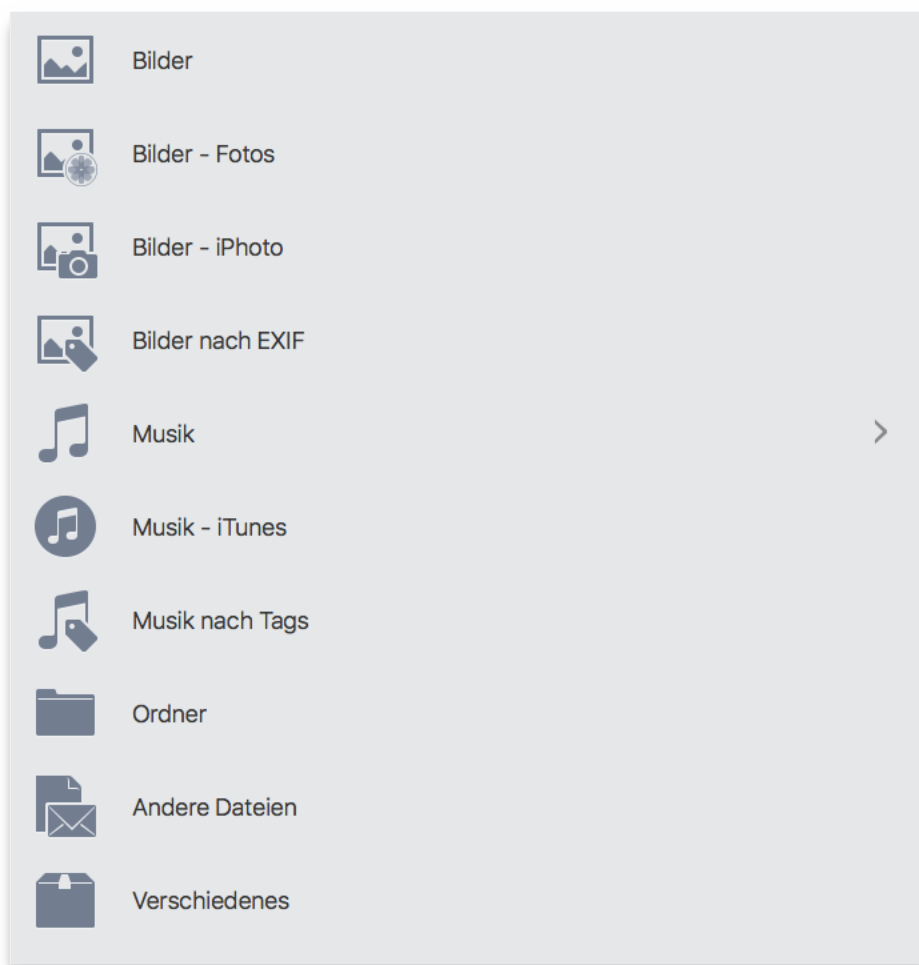 Bilder
Bilder - Fotos
Bilder - iPhoto
Bilder nach EXIF
Musik
Musik - iTunes
Musik nach Tags
Ordner
Andere Dateien
Verschiedenes